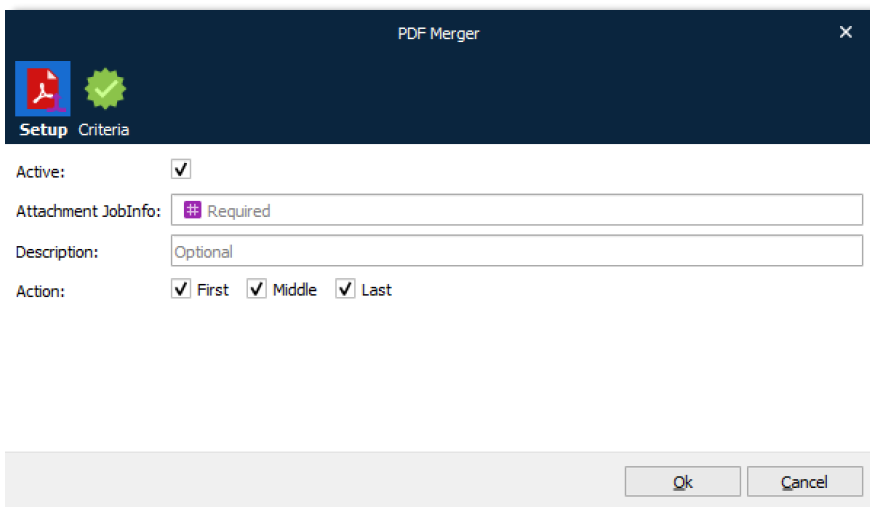 PDF Merger
Setup Criteria
Active:
Attachment JobInfo: # Required
Description: Optional
Action: First Middle Last
Ok Cancel